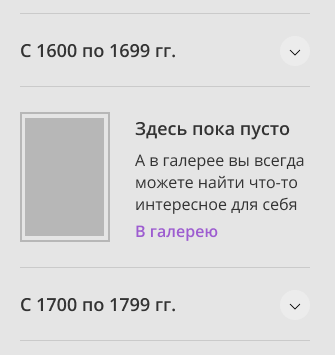 С 1600 по 1699 гг.
Здесь пока пусто
А в галерее вы всегда
можете найти что-то
интересное для себя
В галерею
С 1700 по 1799 гг.